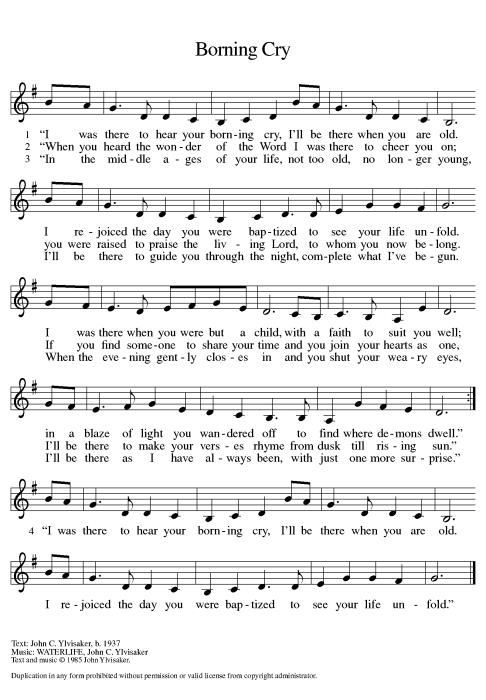 Borning Cry
1 “I was there to hear your born-ing cry, I’ll be there when you are old.
2 “When you heard the won-der of the Word I was there to cheer you on;
3 “In the mid-dle a-ges of your life, not too old, no lon-ger young,
I re-joiced the day you were bap-tized to see your life un-fold.
you were raised to praise the liv-ing Lord, to whom you now be-long.
I’ll be there to guide you through the night, com-plete what I’ve be-gun.
I was there when you were but a child, with a faith to suit you well;
If you find some-one to share your time and you join your hearts as one,
When the eve-ning gent-ly clos-es in and you shut your wea-ry eyes,
in a blaze of light you wan-dered off to find where de-mons dwell.”
I’ll be there to make your vers-es rhyme from dusk till ris-ing sun.”
I’ll be there as I have al-ways been, with just one more sur-prise.”
4 “I was there to hear your born-ing cry, I’ll be there when you are old.
I re-joiced the day you were bap-tized to see your life un-fold.”
Text: John C. Ylvisaker, b. 1937
Music: WATERLIFE, John C. Ylvisaker
Text and music © 1985 John Ylvisaker.
Duplication in any form prohibited without permission or valid license from copyright administrator.